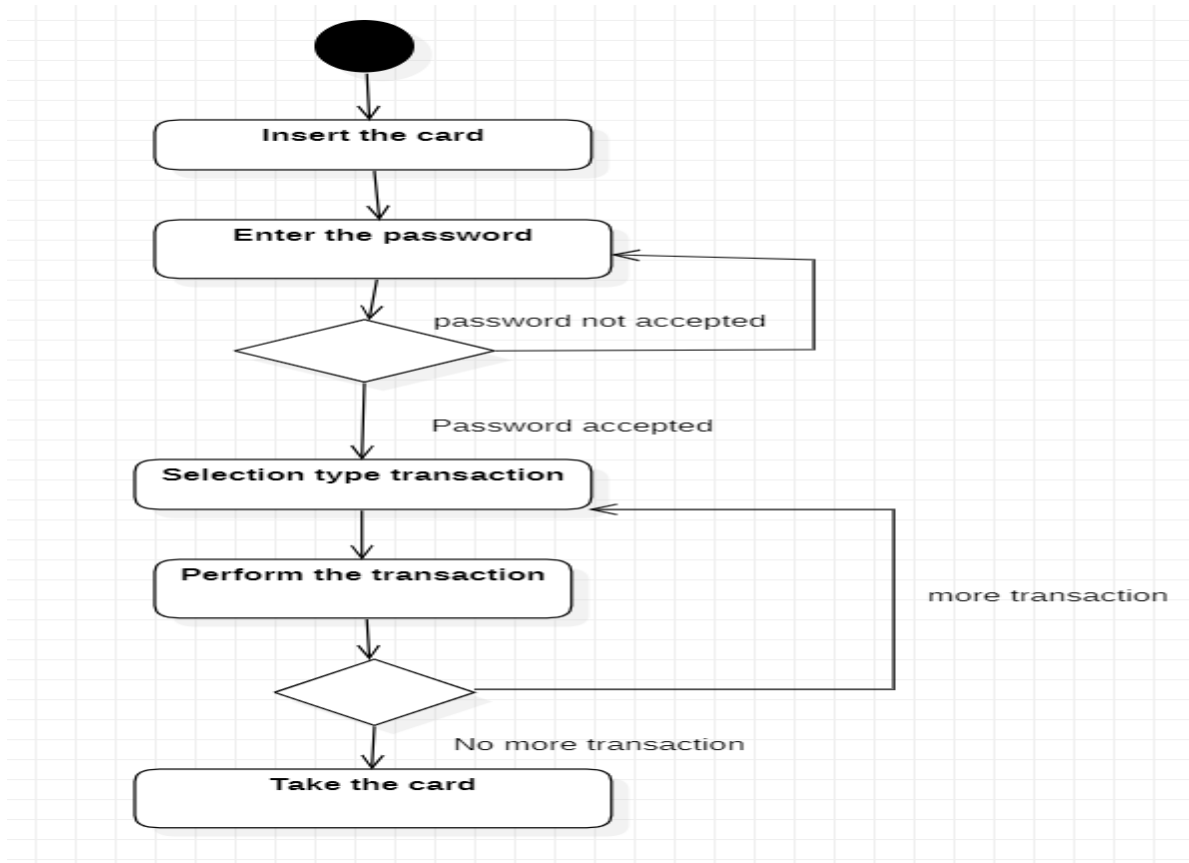 Insert the card
Enter the password
password not accepted
Password accepted
Selection type transaction
Perform the transaction
more transaction
No more transaction
Take the card